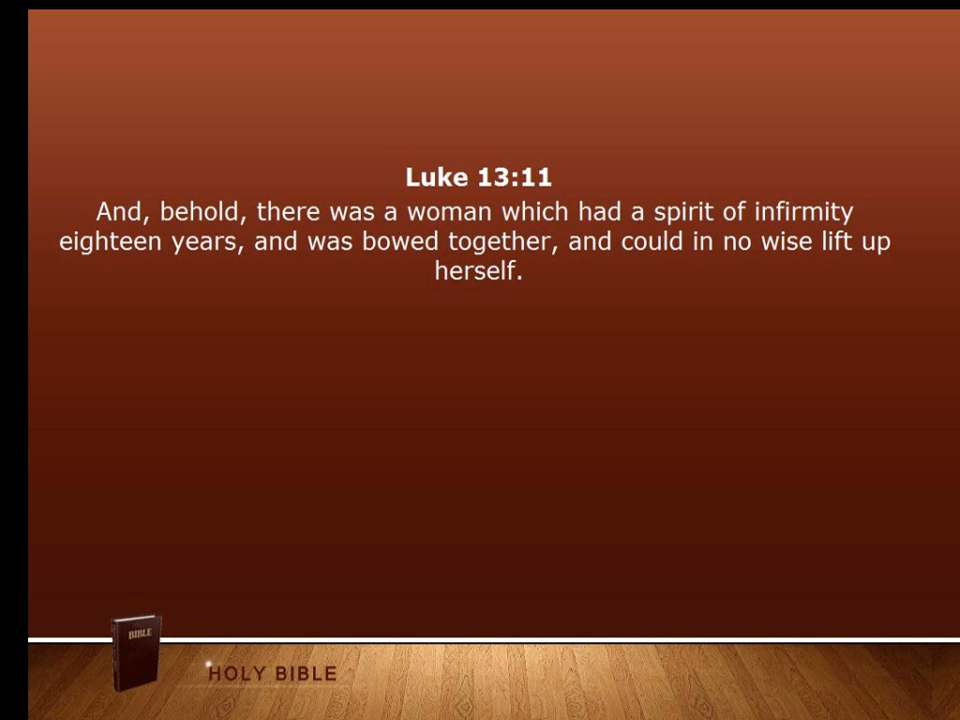 Luke 13:11
And, behold, there was a woman which had a spirit of infirmity
eighteen years, and was bowed together, and could in no wise lift up
herself.
BIBLE
HOLY BIBLE